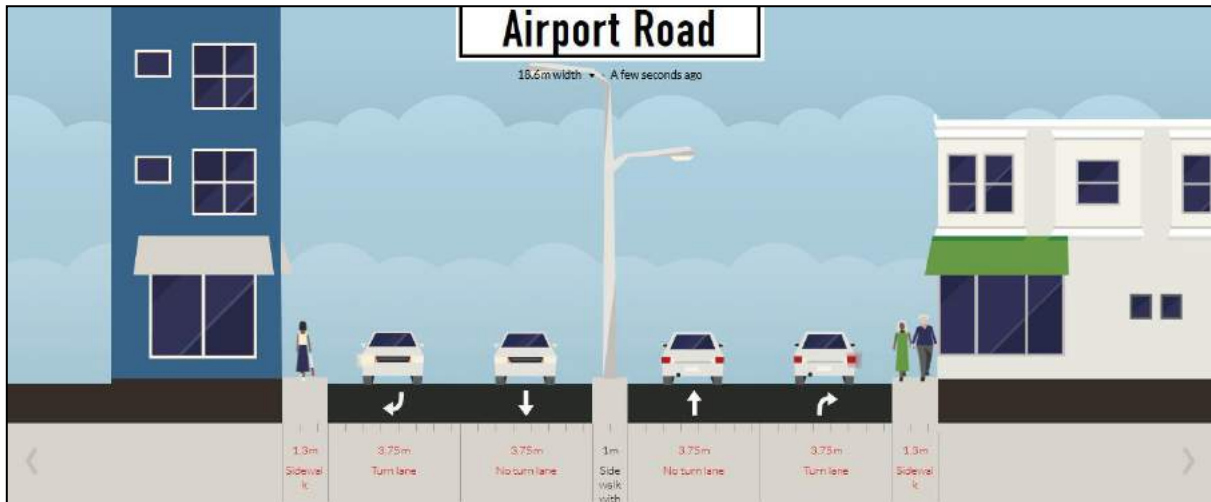 Airport Road
18.6m width ▾ · A few seconds ago
1.3m
Sidewal
k
3.75m
Turn lane
3.75m
No turn lane
1m
Side
walk
with
3.75m
No turn lane
3.75m
Turn lane
1.3m
Sidewal
k